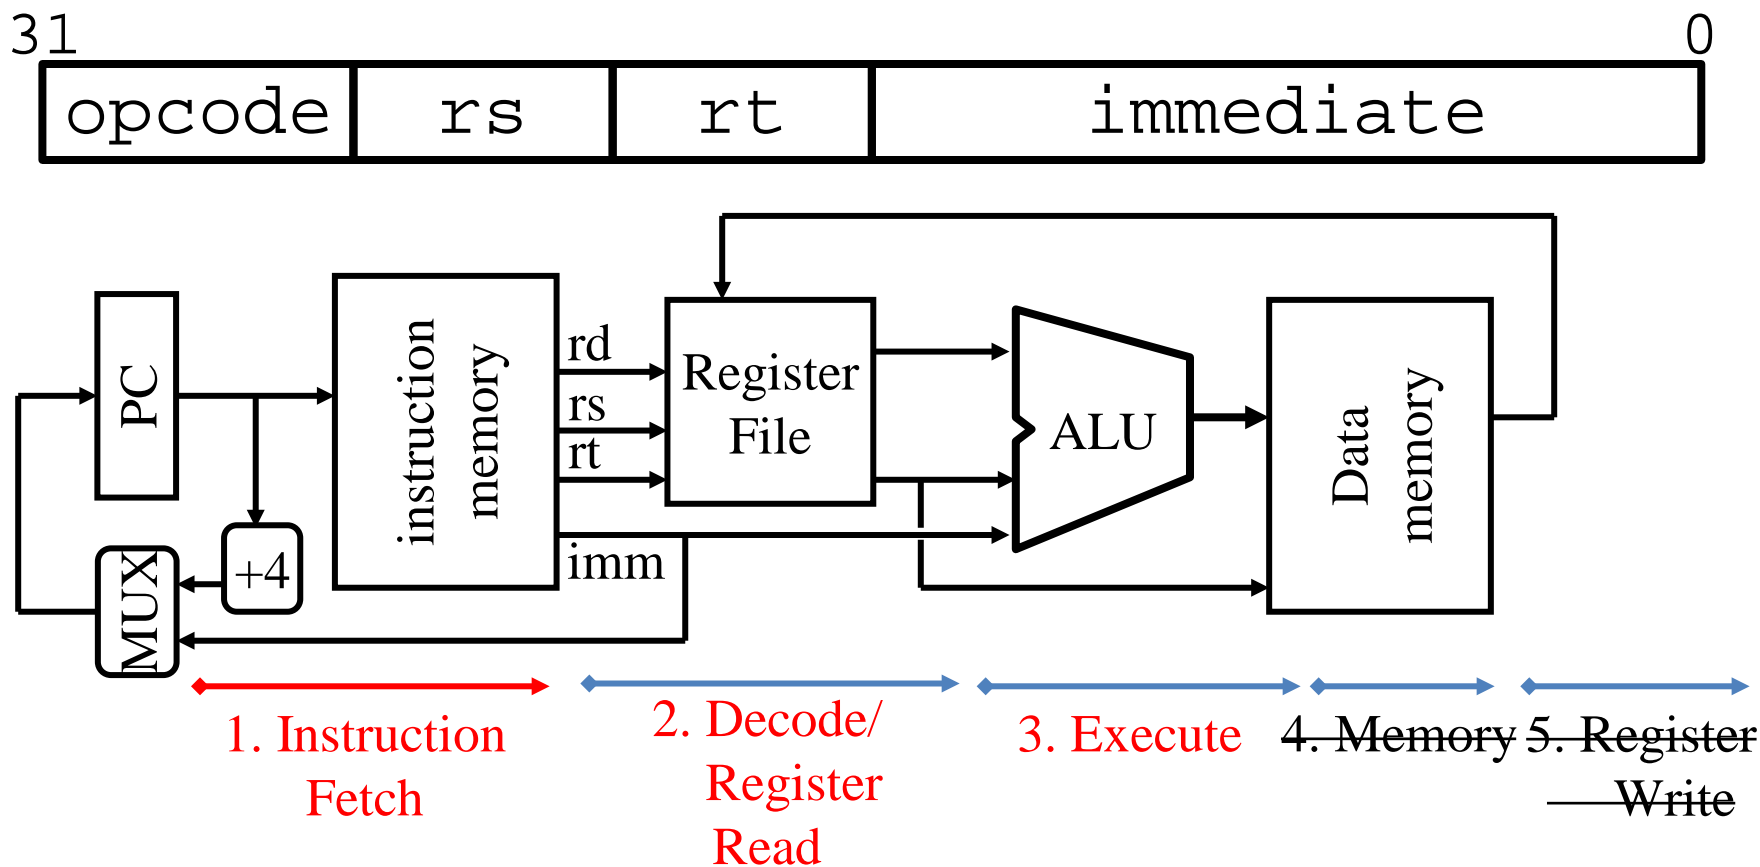 31 0
opcode rs rt immediate
PC
instruction
memory
rd
rs
rt
imm
Register
File
ALU
Data
memory
+4
MUX
1. Instruction
Fetch
2. Decode/
Register
Read
3. Execute
4. Memory
5. Register
Write